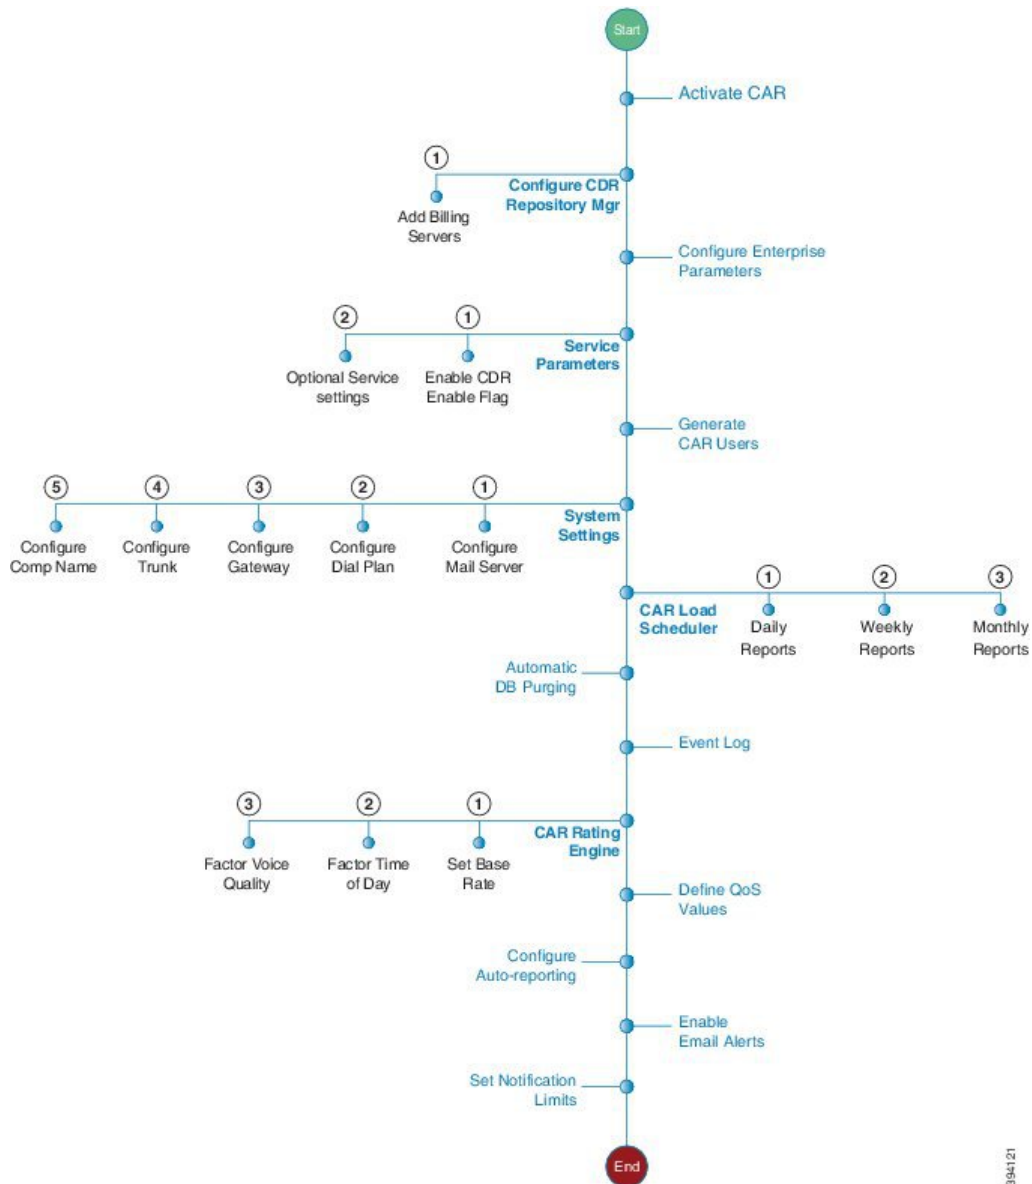 Start
Activate CAR
1
Configure CDR
Repository Mgr
Add Billing
Servers
Configure Enterprise
Parameters
2
1
Service
Parameters
Optional Service
settings
Enable CDR
Enable Flag
Generate
CAR Users
5
4
3
2
1
System
Settings
Configure
Comp Name
Configure
Trunk
Configure
Gateway
Configure
Dial Plan
Configure
Mail Server
1
2
3
CAR Load
Scheduler
Daily
Reports
Weekly
Reports
Monthly
Reports
Automatic
DB Purging
Event Log
3
2
1
CAR Rating
Engine
Factor Voice
Quality
Factor Time
of Day
Set Base
Rate
Define QoS
Values
Configure
Auto-reporting
Enable
Email Alerts
Set Notification
Limits
End
394121